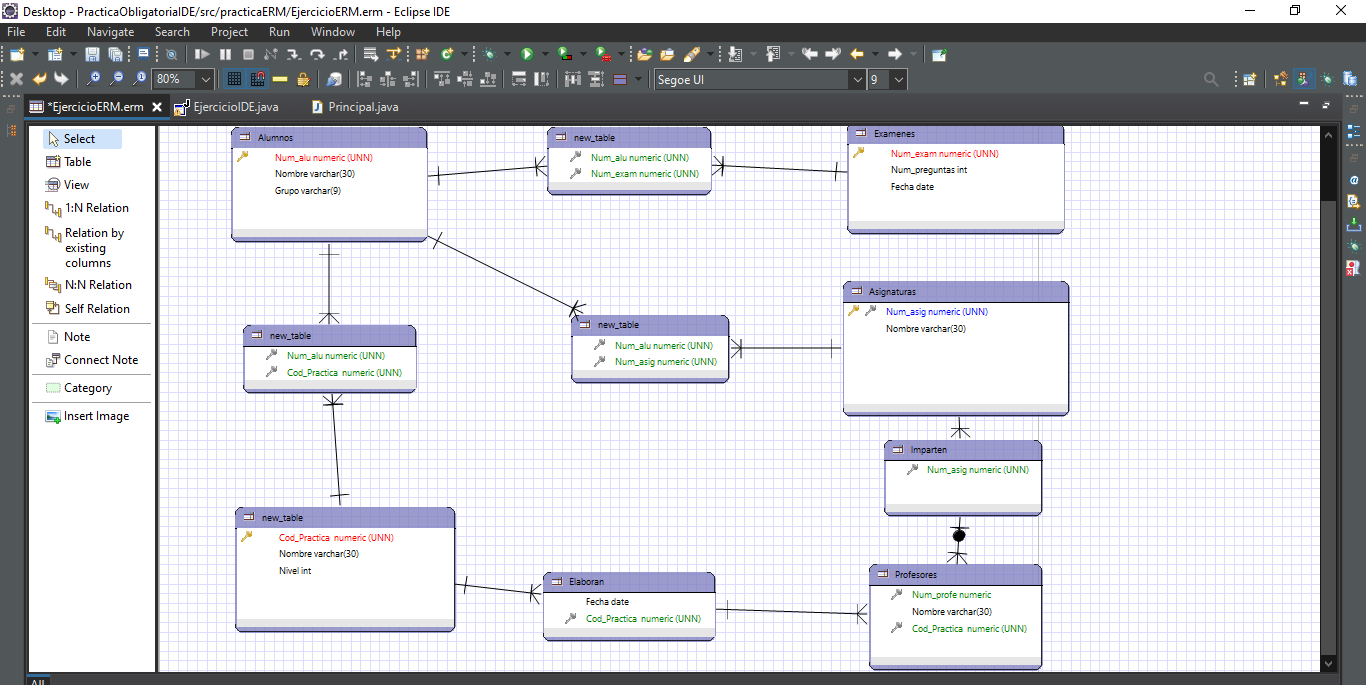 Desktop - PracticaObligatorialDE/src/practicaERM/EjercicioERM.erm - Eclipse IDE
File Edit Navigate Search Project Run Window Help
80% Segoe UI 9
*EjercicioERM.erm EjercicioIDE.java Principal.java
Select
Table
View
1:N Relation
Relation by
existing
columns
N:N Relation
Self Relation
Note
Connect Note
Category
Insert Image
Alumnos
Num_alu numeric (UNN)
Nombre varchar(30)
Grupo varchar(9)
new_table
Num_alu numeric (UNN)
Num_exam numeric (UNN)
Examenes
Num_exam numeric (UNN)
Num_preguntas int
Fecha date
new_table
Num_alu numeric (UNN)
Cod_Practica numeric (UNN)
new_table
Num_alu numeric (UNN)
Num_asig numeric (UNN)
Asignaturas
Num_asig numeric (UNN)
Nombre varchar(30)
Imparten
Num_asig numeric (UNN)
new_table
Cod_Practica numeric (UNN)
Nombre varchar(30)
Nivel int
Elaboran
Fecha date
Cod_Practica numeric (UNN)
Profesores
Num_profe numeric
Nombre varchar(30)
Cod_Practica numeric (UNN)
All